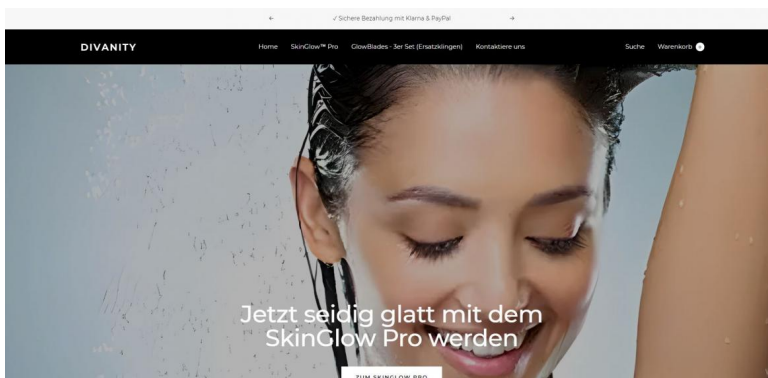 ← ✓ Sichere Bezahlung mit Klarna & PayPal →
DIVANITY Home SkinGlow™ Pro GlowBlades - 3er Set (Ersatzklingen) Kontaktiere uns Suche Warenkorb 0
Jetzt seidig glatt mit dem
SkinGlow Pro werden
ZUM SKINGLOW PRO